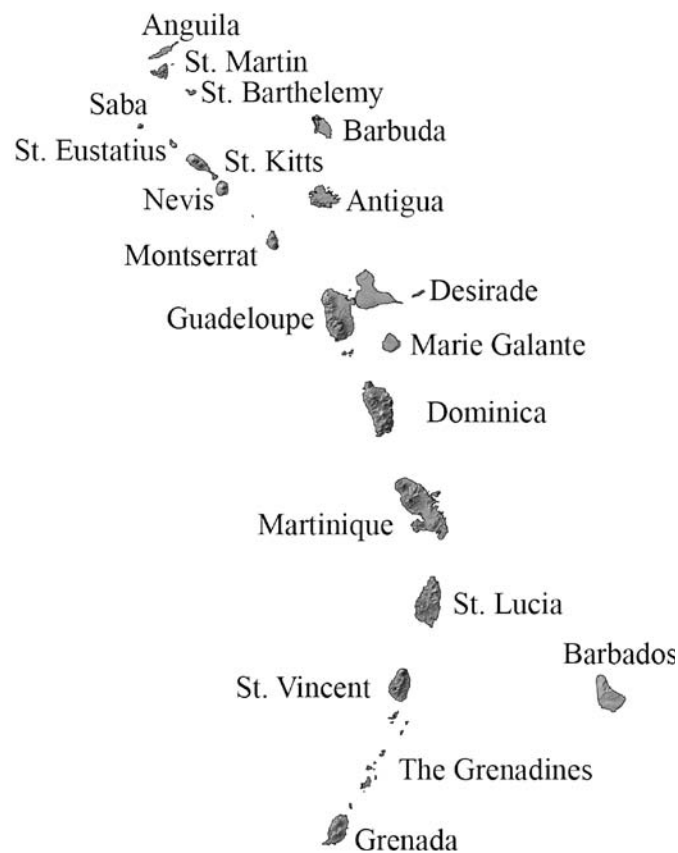 Anguila
St. Martin
St. Barthelemy
Saba
Barbuda
St. Eustatius
St. Kitts
Nevis
Antigua
Montserrat
Desirade
Guadeloupe
Marie Galante
Dominica
Martinique
St. Lucia
Barbados
St. Vincent
The Grenadines
Grenada